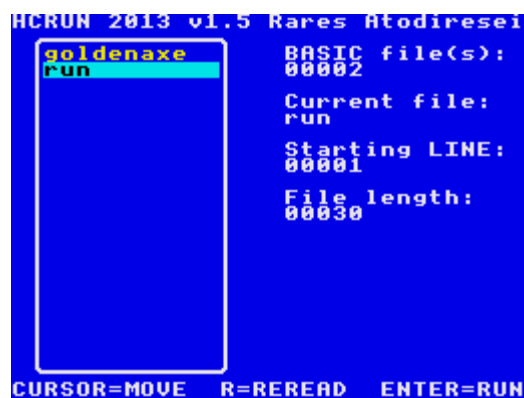 HCRUN 2013 v1.5 Rares Atodiresei
goldenaxe
run
BASIC file(s):
00002
Current file:
run
Starting LINE:
00001
File length:
00030
CURSOR=MOVE R=REREAD ENTER=RUN